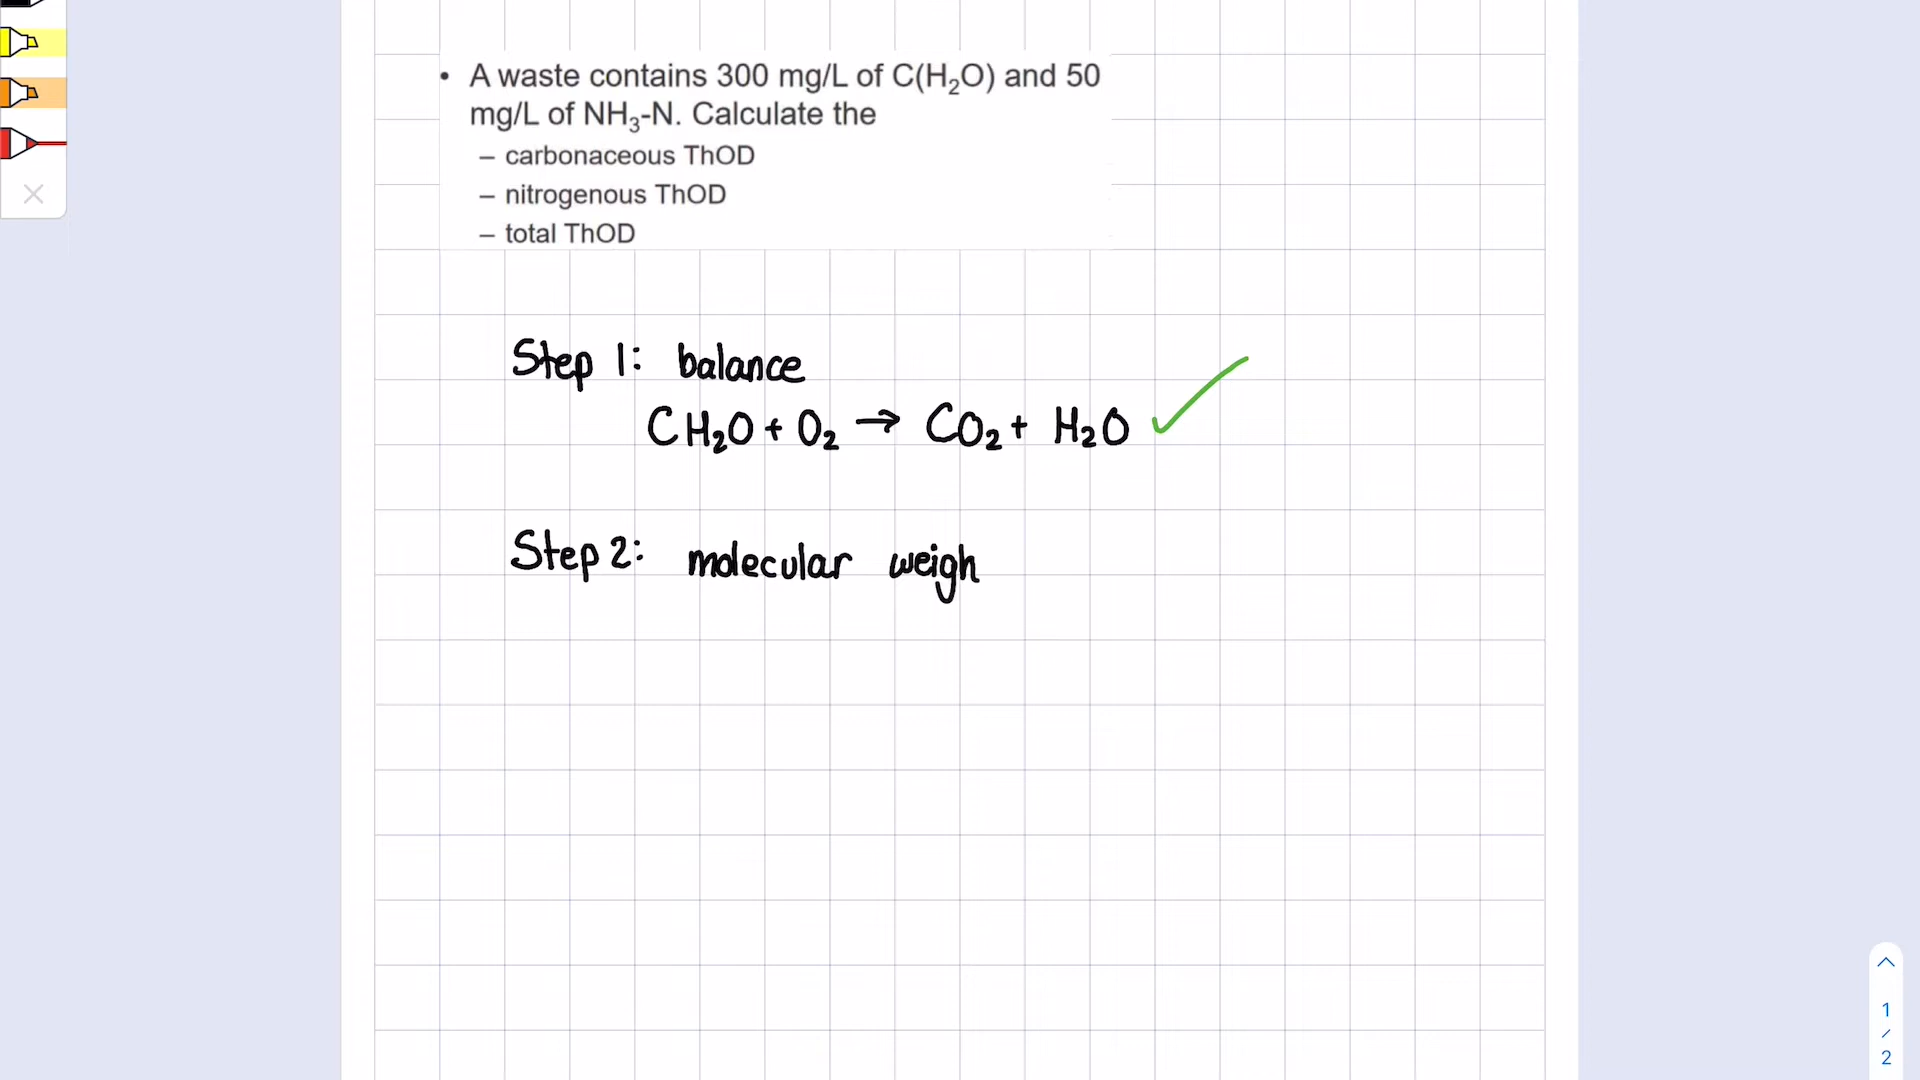 • A waste contains 300 mg/L of C(H₂O) and 50
mg/L of NH₃-N. Calculate the
– carbonaceous ThOD
– nitrogenous ThOD
– total ThOD
Step 1: balance
CH₂O + O₂ → CO₂ + H₂O ✓
Step 2: molecular weigh
1
/
2